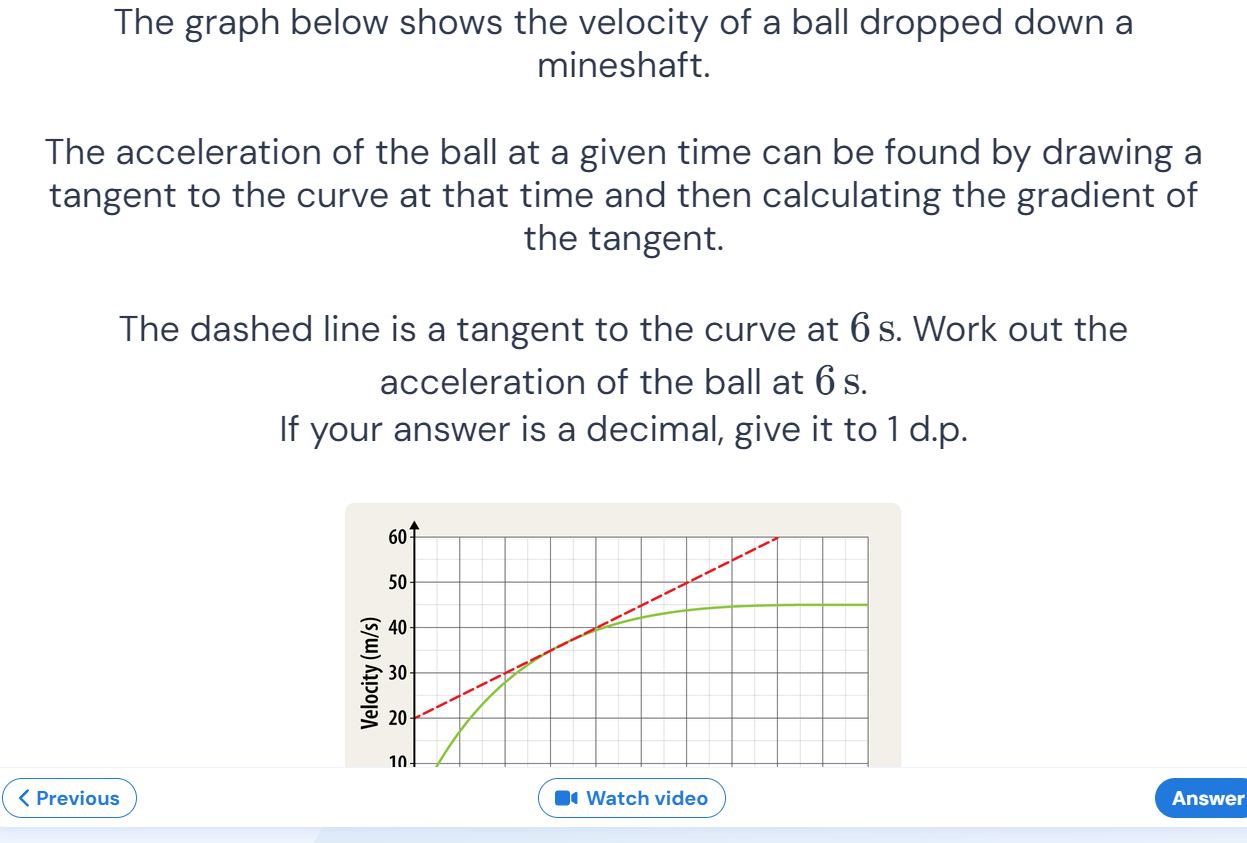 The graph below shows the velocity of a ball dropped down a
mineshaft.
The acceleration of the ball at a given time can be found by drawing a
tangent to the curve at that time and then calculating the gradient of
the tangent.
The dashed line is a tangent to the curve at 6 s. Work out the
acceleration of the ball at 6 s.
If your answer is a decimal, give it to 1 d.p.
60
50
40
30
20
10
Velocity (m/s)
Previous
Watch video
Answer